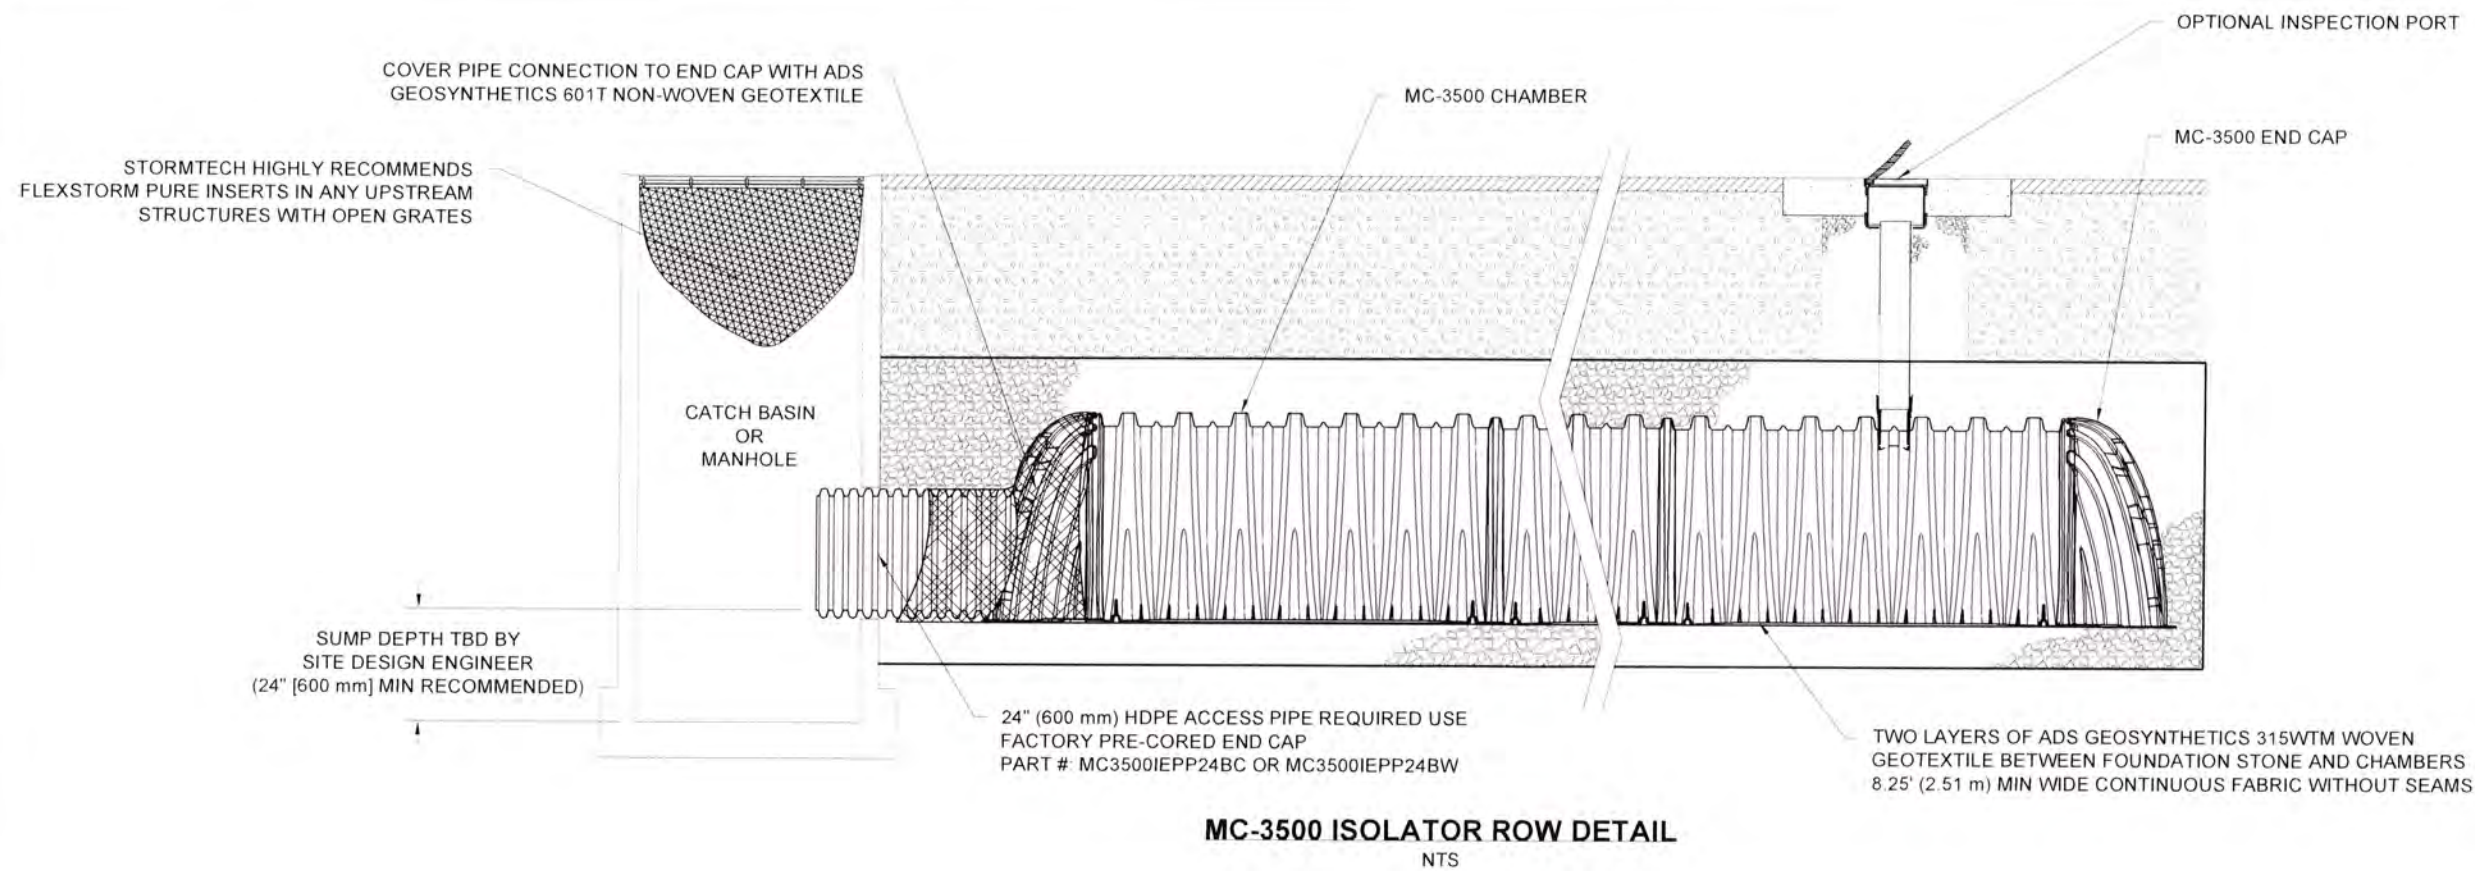 OPTIONAL INSPECTION PORT
COVER PIPE CONNECTION TO END CAP WITH ADS
GEOSYNTHETICS 601T NON-WOVEN GEOTEXTILE
MC-3500 CHAMBER
MC-3500 END CAP
STORMTECH HIGHLY RECOMMENDS
FLEXSTORM PURE INSERTS IN ANY UPSTREAM
STRUCTURES WITH OPEN GRATES
CATCH BASIN
OR
MANHOLE
SUMP DEPTH TBD BY
SITE DESIGN ENGINEER
(24" [600 mm] MIN RECOMMENDED)
24" (600 mm) HDPE ACCESS PIPE REQUIRED USE
FACTORY PRE-CORED END CAP
PART #: MC3500IEPP24BC OR MC3500IEPP24BW
TWO LAYERS OF ADS GEOSYNTHETICS 315WTM WOVEN
GEOTEXTILE BETWEEN FOUNDATION STONE AND CHAMBERS
8.25' (2.51 m) MIN WIDE CONTINUOUS FABRIC WITHOUT SEAMS
MC-3500 ISOLATOR ROW DETAIL
NTS